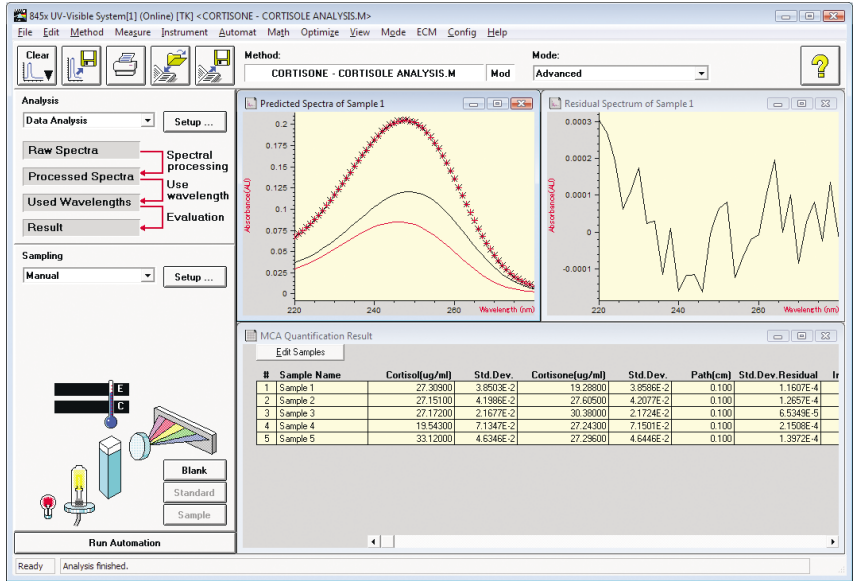 845x UV-Visible System[1] (Online) [TK] <CORTISONE - CORTISOLE ANALYSIS.M>
File Edit Method Measure Instrument Automat Math Optimize View Mode ECM Config Help
Clear
Method:
CORTISONE - CORTISOLE ANALYSIS.M Mod
Mode:
Advanced
?
Analysis
Data Analysis Setup ...
Raw Spectra
Spectral
processing
Processed Spectra
Use
wavelength
Used Wavelengths
Evaluation
Result
Sampling
Manual Setup ...
E
C
Blank
Standard
Sample
Run Automation
Predicted Spectra of Sample 1
Absorbance(AU)
0.2
0.175
0.15
0.125
0.1
0.075
0.05
0.025
0
220 240 260 Wavelength (nm)
Residual Spectrum of Sample 1
Absorbance(AU)
0.0003
0.0002
0.0001
0
-0.0001
220 240 260 Wavelength (nm)
MCA Quantification Result
Edit Samples
# Sample Name Cortisol(ug/ml) Std.Dev. Cortisone(ug/ml) Std.Dev. Path(cm) Std.Dev.Residual In
1 Sample 1 27.30900 3.8503E-2 19.28800 3.8586E-2 0.100 1.1607E-4
2 Sample 2 27.15100 4.1986E-2 27.60500 4.2077E-2 0.100 1.2657E-4
3 Sample 3 27.17200 2.1677E-2 30.38000 2.1724E-2 0.100 6.5349E-5
4 Sample 4 19.54300 7.1347E-2 27.24300 7.1501E-2 0.100 2.1508E-4
5 Sample 5 33.12000 4.6346E-2 27.29600 4.6446E-2 0.100 1.3972E-4
Ready Analysis finished.